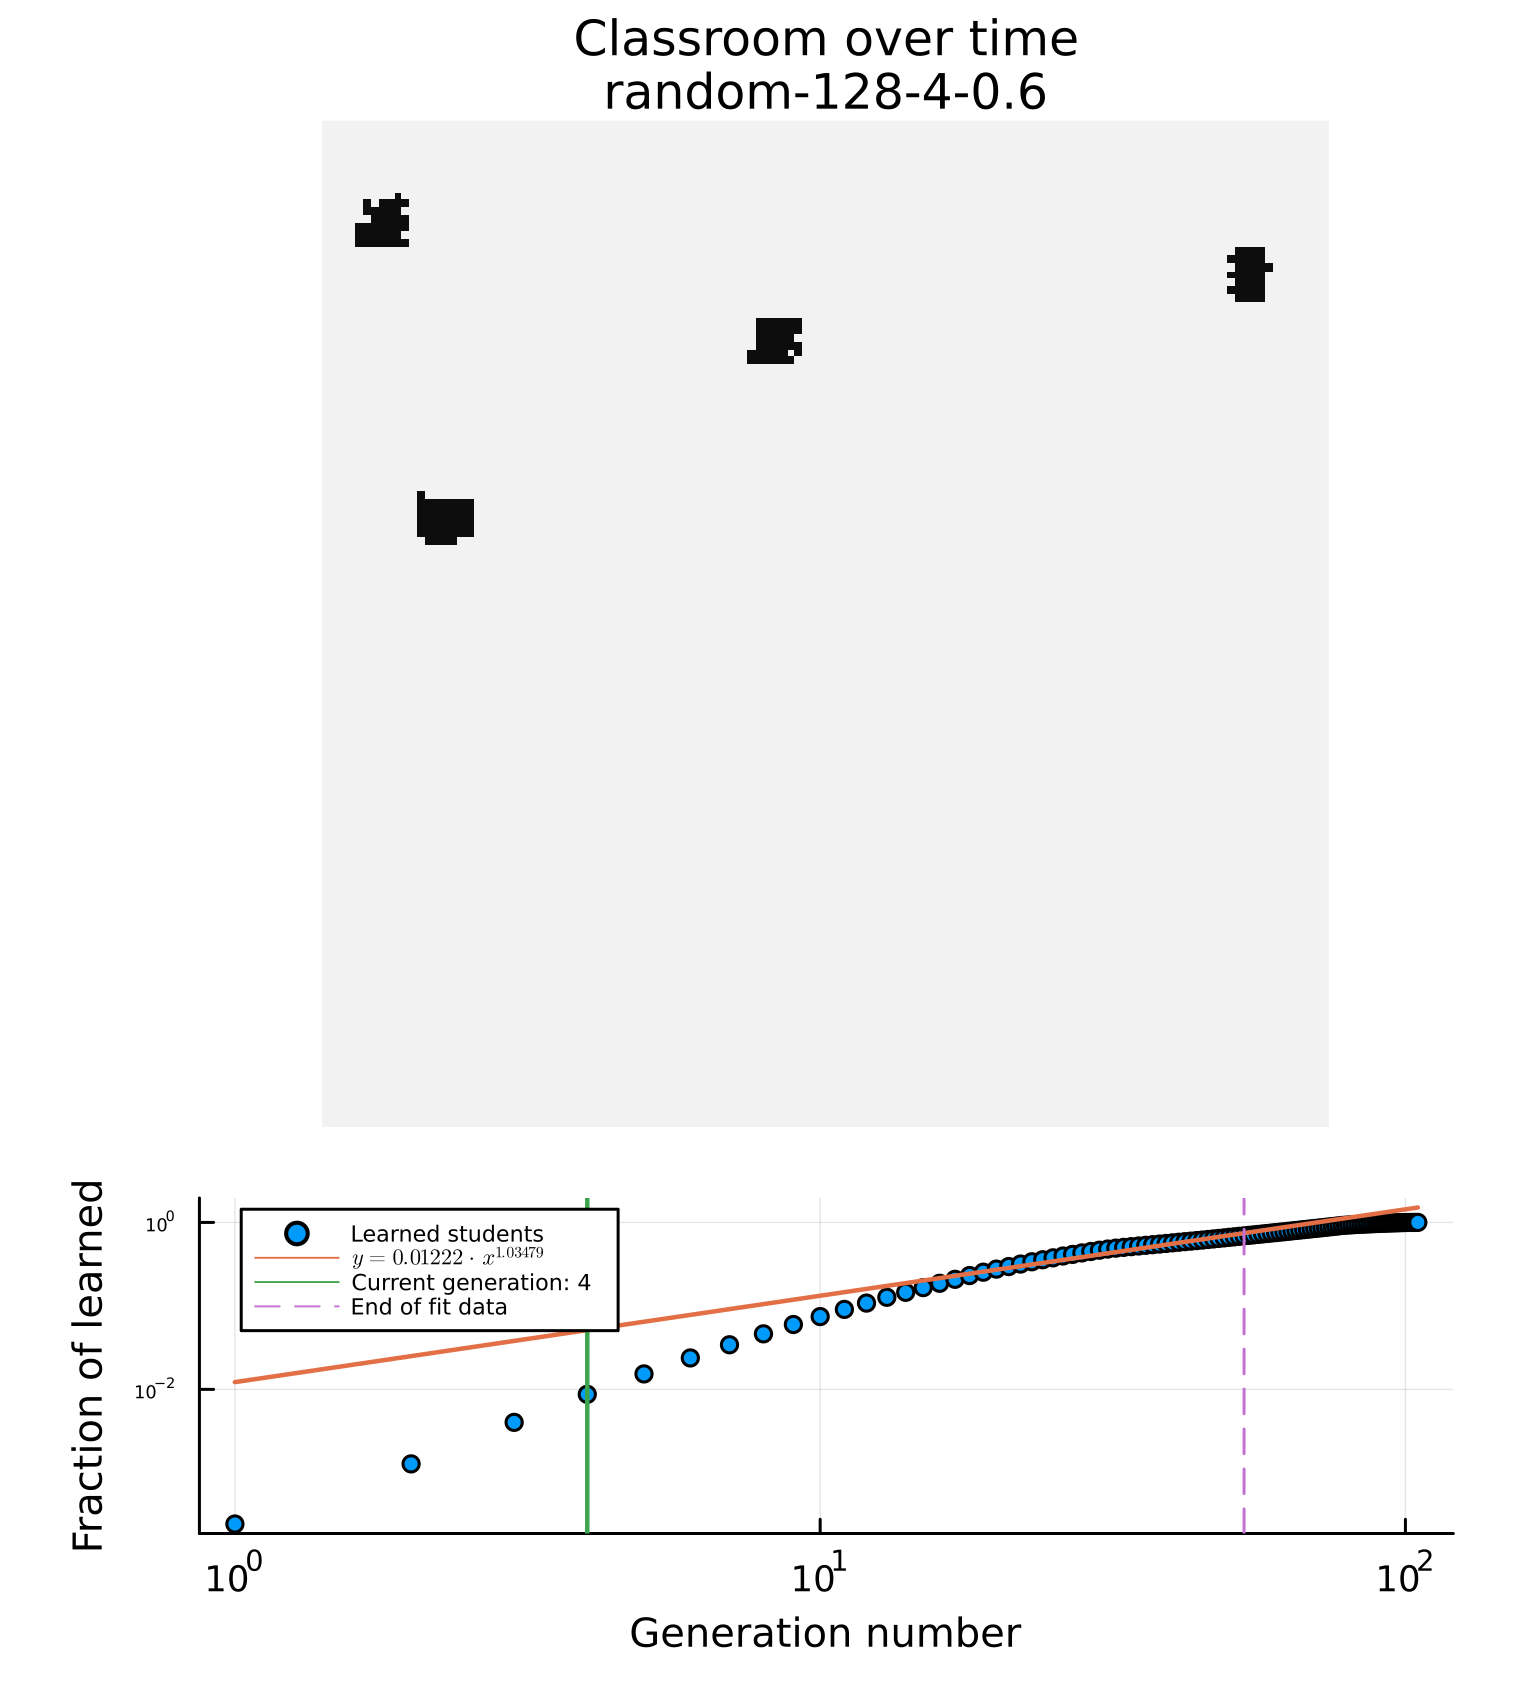 Classroom over time
random-128-4-0.6
Fraction of learned
10^0
10^−2
Learned students
y = 0.01222 · x^1.03479
Current generation: 4
End of fit data
10^0
10^1
10^2
Generation number